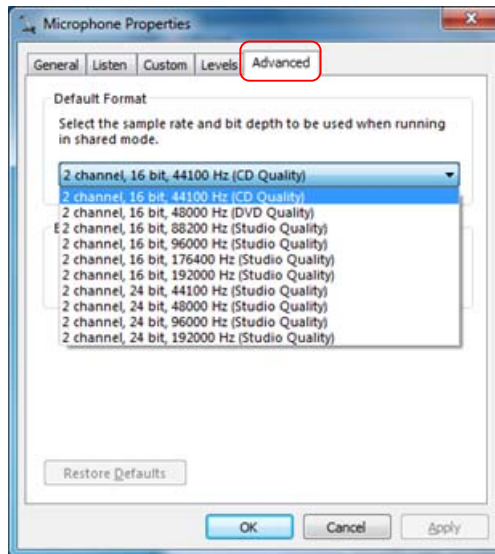 Microphone Properties
General Listen Custom Levels Advanced
Default Format
Select the sample rate and bit depth to be used when running
in shared mode.
2 channel, 16 bit, 44100 Hz (CD Quality)
2 channel, 16 bit, 44100 Hz (CD Quality)
2 channel, 16 bit, 48000 Hz (DVD Quality)
E 2 channel, 16 bit, 88200 Hz (Studio Quality)
2 channel, 16 bit, 96000 Hz (Studio Quality)
2 channel, 16 bit, 176400 Hz (Studio Quality)
2 channel, 16 bit, 192000 Hz (Studio Quality)
2 channel, 24 bit, 44100 Hz (Studio Quality)
2 channel, 24 bit, 48000 Hz (Studio Quality)
2 channel, 24 bit, 96000 Hz (Studio Quality)
2 channel, 24 bit, 192000 Hz (Studio Quality)
Restore Defaults
OK Cancel Apply